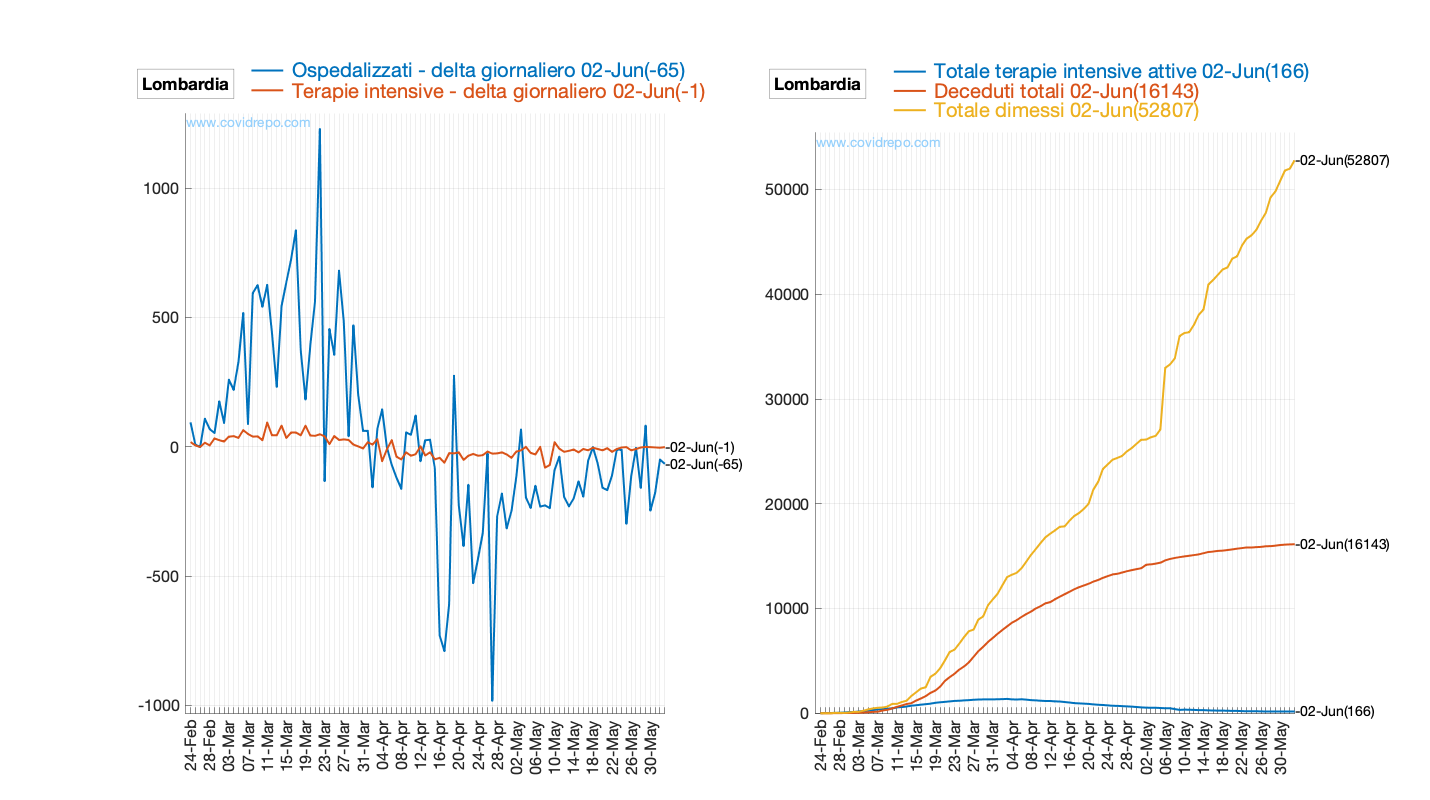 Lombardia
Ospedalizzati - delta giornaliero 02-Jun(-65)
Terapie intensive - delta giornaliero 02-Jun(-1)
www.covidrepo.com
1000
500
0
-500
-1000
-02-Jun(-1)
-02-Jun(-65)
24-Feb
28-Feb
03-Mar
07-Mar
11-Mar
15-Mar
19-Mar
23-Mar
27-Mar
31-Mar
04-Apr
08-Apr
12-Apr
16-Apr
20-Apr
24-Apr
28-Apr
02-May
06-May
10-May
14-May
18-May
22-May
26-May
30-May
Lombardia
Totale terapie intensive attive 02-Jun(166)
Deceduti totali 02-Jun(16143)
Totale dimessi 02-Jun(52807)
www.covidrepo.com
50000
40000
30000
20000
10000
0
-02-Jun(52807)
-02-Jun(16143)
-02-Jun(166)
24-Feb
28-Feb
03-Mar
07-Mar
11-Mar
15-Mar
19-Mar
23-Mar
27-Mar
31-Mar
04-Apr
08-Apr
12-Apr
16-Apr
20-Apr
24-Apr
28-Apr
02-May
06-May
10-May
14-May
18-May
22-May
26-May
30-May